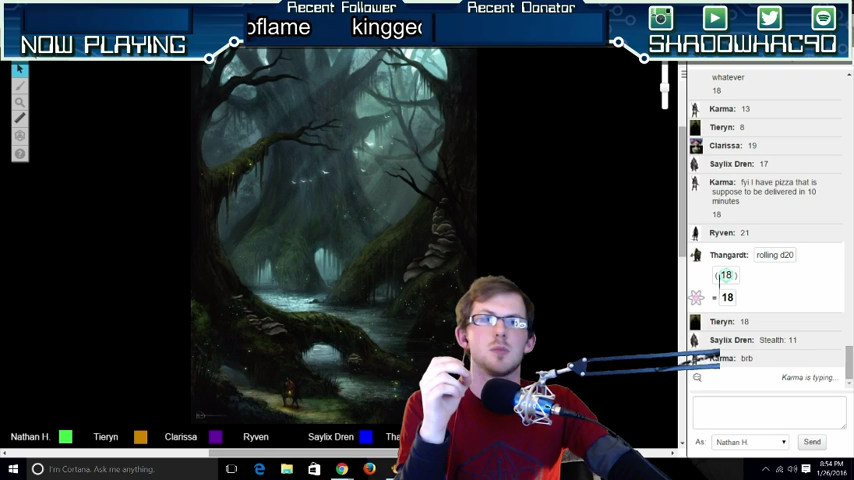 Recent Follower
Recent Donator
NOW PLAYING
oflame
kinggeo
SHADOWHAC90
whatever
18
Karma: 13
Tieryn: 8
Clarissa: 19
Saylix Dren: 17
Karma: fyi I have pizza that is
suppose to be delivered in 10
minutes
18
Ryven: 21
Thangardt: rolling d20
(18)
= 18
Tieryn: 18
Saylix Dren: Stealth: 11
Karma: brb
Karma is typing...
Nathan H.
Tieryn
Clarissa
Ryven
Saylix Dren
Tha
As: Nathan H.
Send
I'm Cortana. Ask me anything.
8:54 PM
1/26/2016